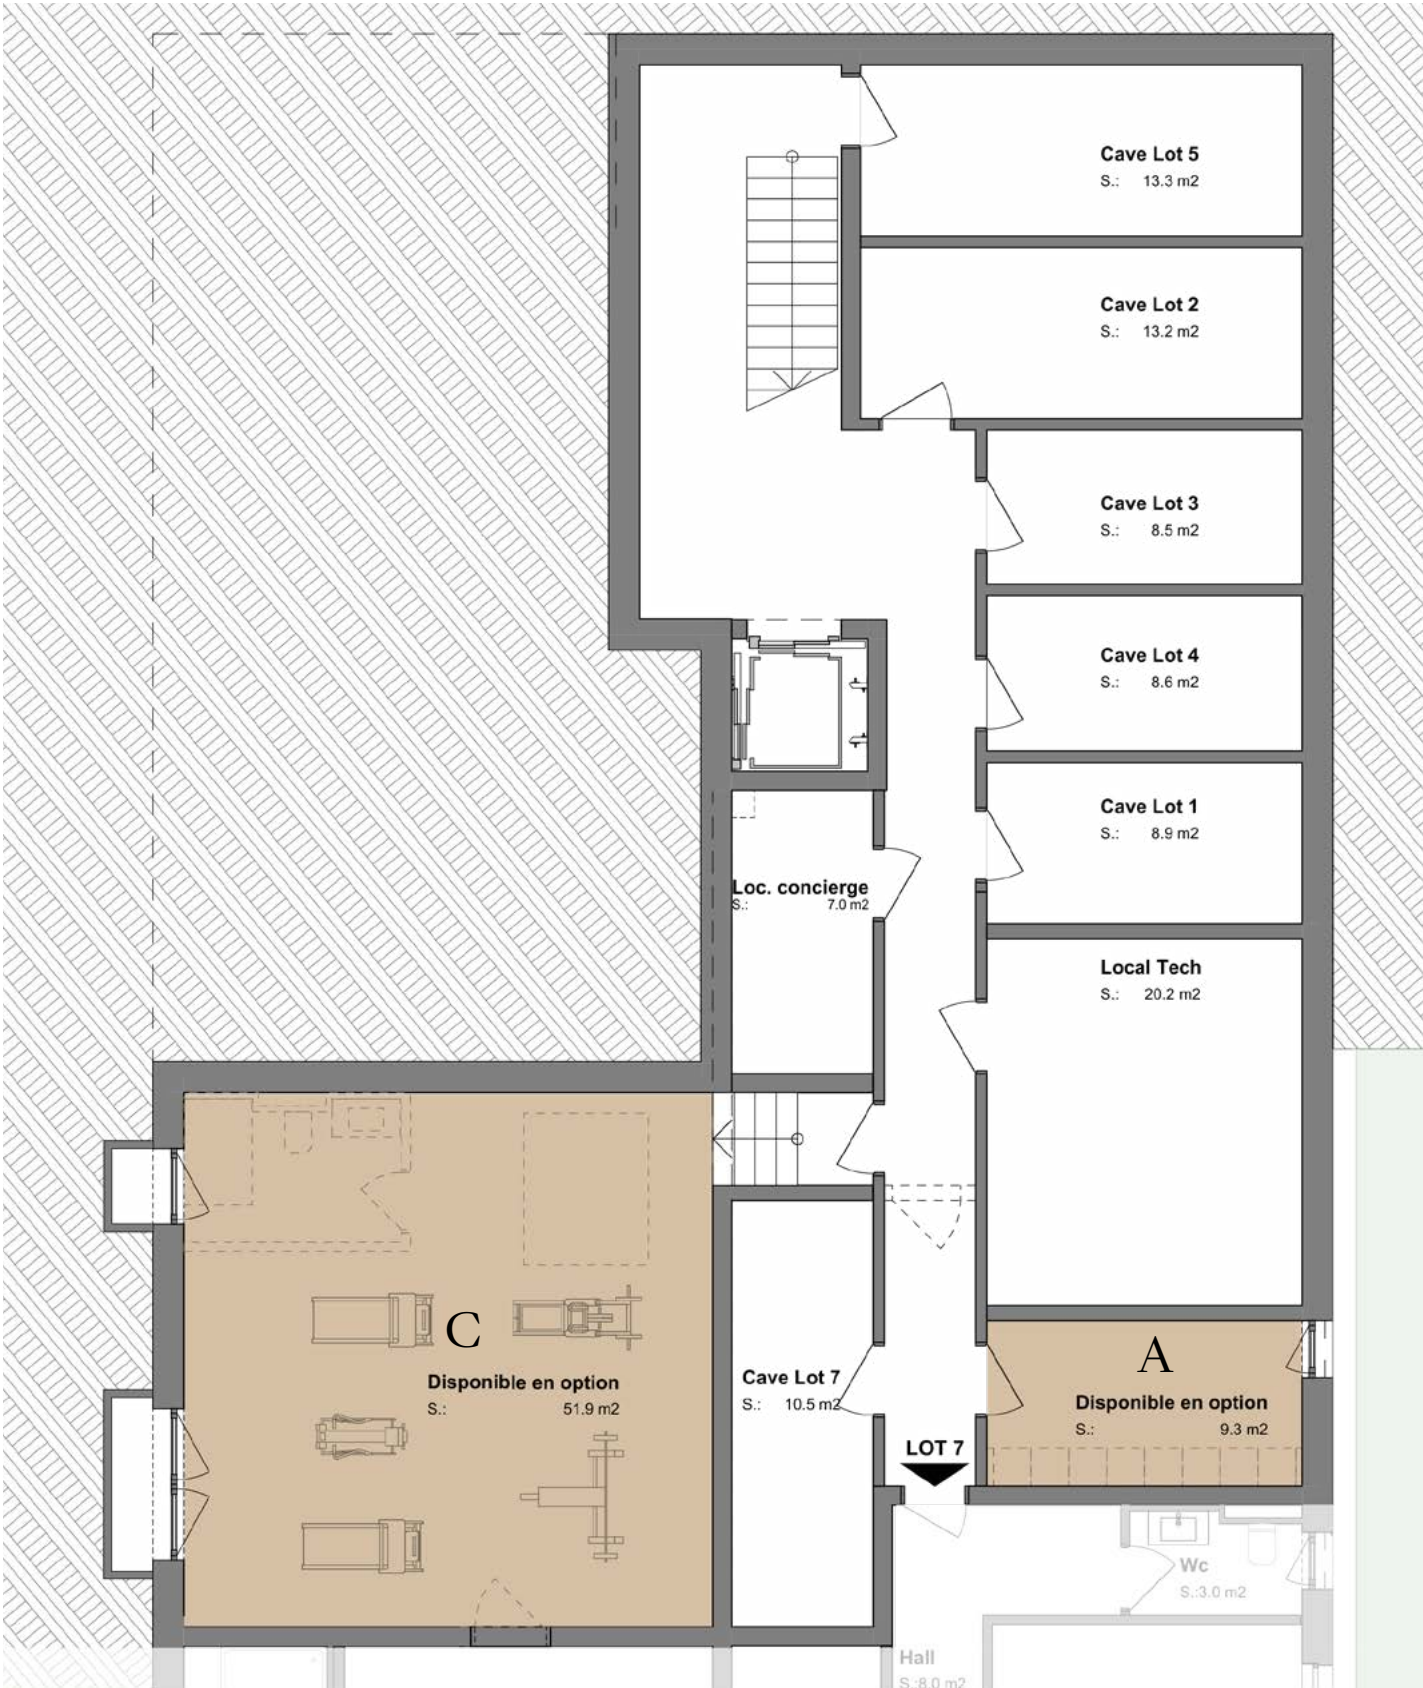 Cave Lot 5
S.: 13.3 m2
Cave Lot 2
S.: 13.2 m2
Cave Lot 3
S.: 8.5 m2
Cave Lot 4
S.: 8.6 m2
Cave Lot 1
S.: 8.9 m2
Loc. concierge
S.: 7.0 m2
Local Tech
S.: 20.2 m2
C
Disponible en option
S.: 51.9 m2
Cave Lot 7
S.: 10.5 m2
A
Disponible en option
S.: 9.3 m2
LOT 7
Wc
S.:3.0 m2
Hall
S.:8.0 m2